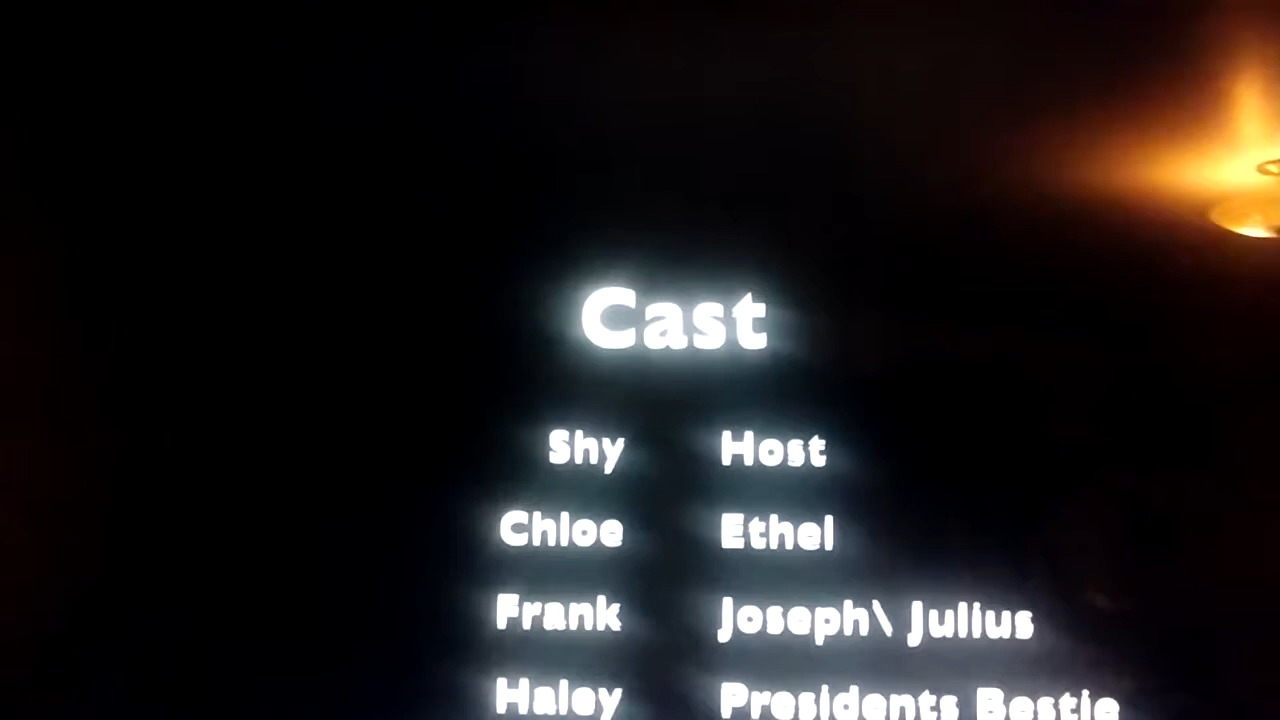 Cast
Shy Host
Chloe Ethel
Frank Joseph\ Julius
Haley Presidents Bestie